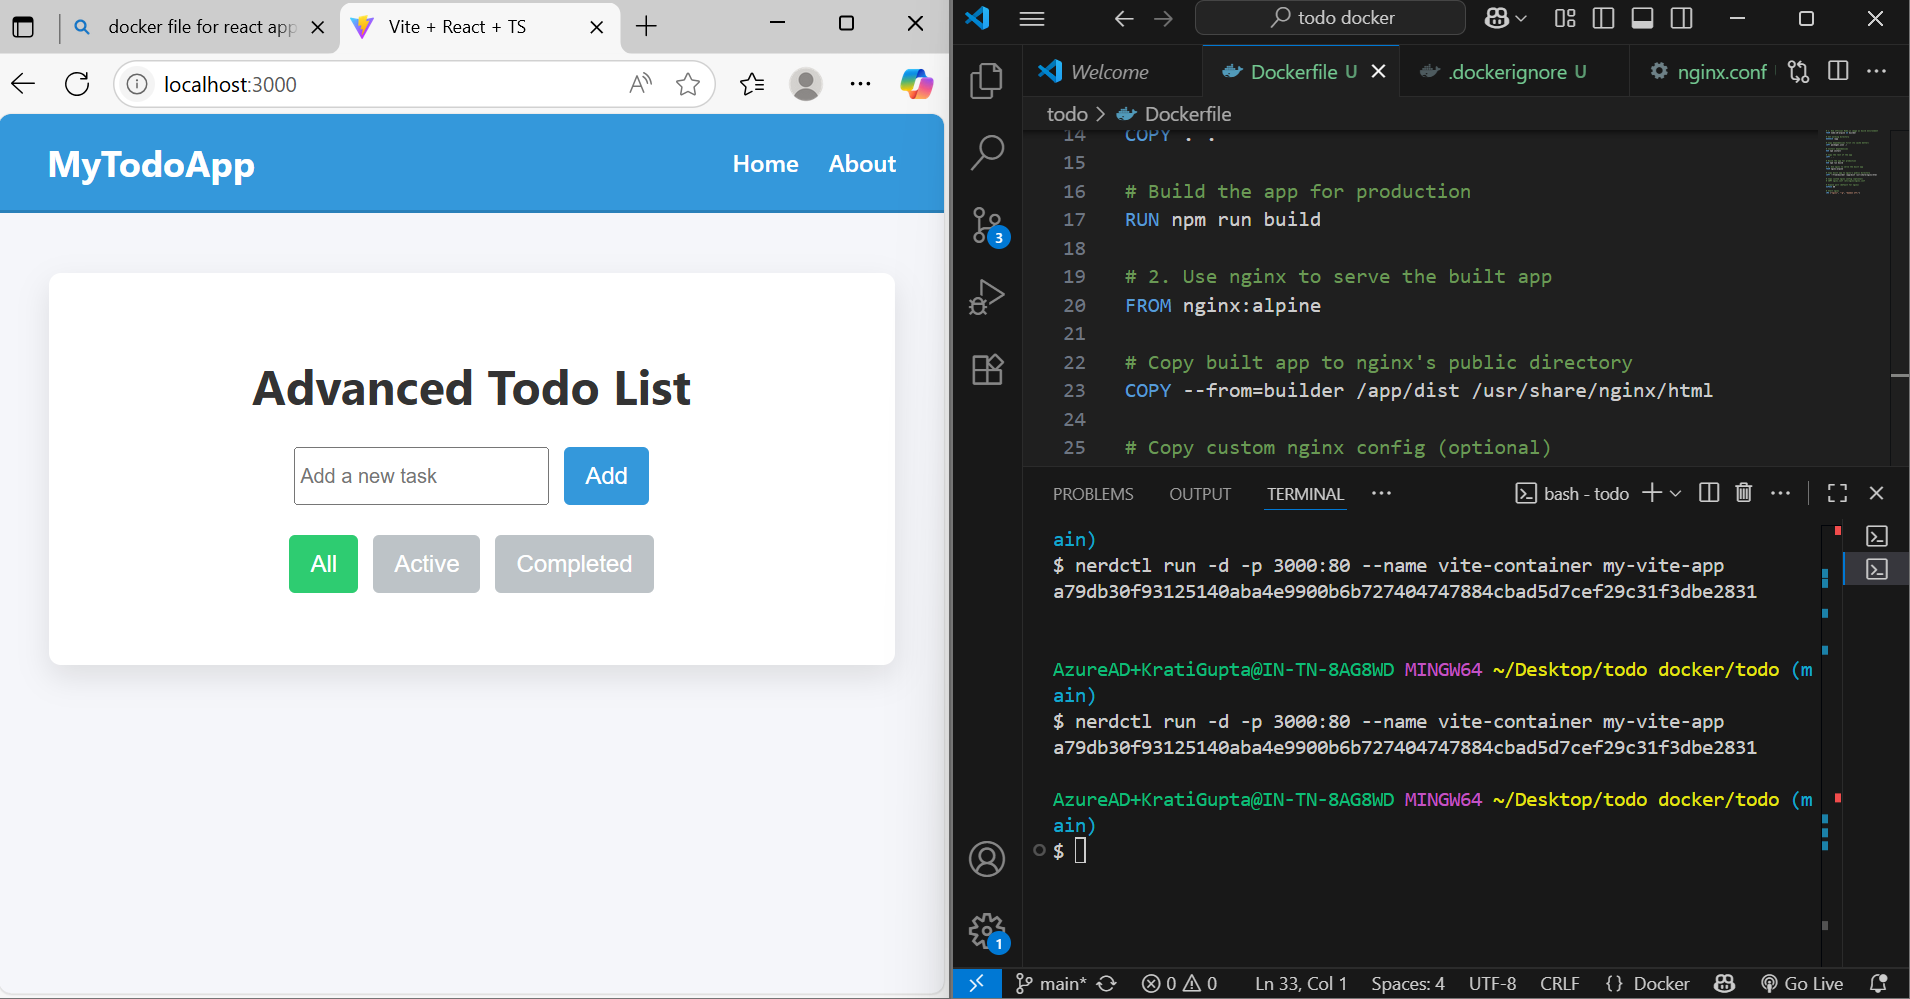 docker file for react app
Vite + React + TS
localhost:3000
MyTodoApp
Home
About
Advanced Todo List
Add a new task
Add
All
Active
Completed
todo docker
Welcome
Dockerfile U
.dockerignore U
nginx.conf
todo > Dockerfile
14 COPY . .
15
16 # Build the app for production
17 RUN npm run build
18
19 # 2. Use nginx to serve the built app
20 FROM nginx:alpine
21
22 # Copy built app to nginx's public directory
23 COPY --from=builder /app/dist /usr/share/nginx/html
24
25 # Copy custom nginx config (optional)
3
PROBLEMS OUTPUT TERMINAL ···
bash - todo
ain)
$ nerdctl run -d -p 3000:80 --name vite-container my-vite-app
a79db30f93125140aba4e9900b6b727404747884cbad5d7cef29c31f3dbe2831
AzureAD+KratiGupta@IN-TN-8AG8WD MINGW64 ~/Desktop/todo docker/todo (m
ain)
$ nerdctl run -d -p 3000:80 --name vite-container my-vite-app
a79db30f93125140aba4e9900b6b727404747884cbad5d7cef29c31f3dbe2831
AzureAD+KratiGupta@IN-TN-8AG8WD MINGW64 ~/Desktop/todo docker/todo (m
ain)
$
1
main* 0 0 Ln 33, Col 1 Spaces: 4 UTF-8 CRLF {} Docker Go Live